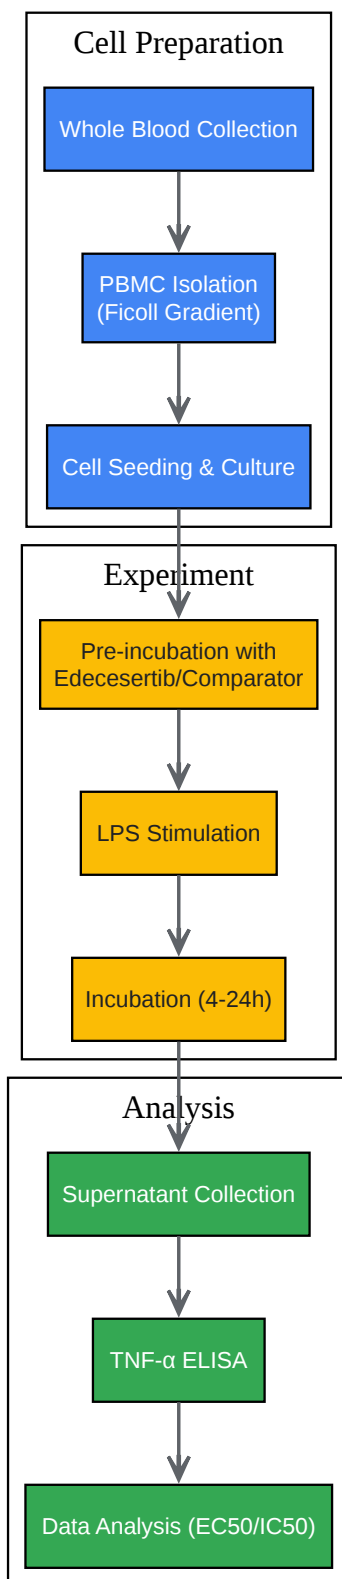 Cell Preparation
Whole Blood Collection
PBMC Isolation
(Ficoll Gradient)
Cell Seeding & Culture
Experiment
Pre-incubation with
Edecesertib/Comparator
LPS Stimulation
Incubation (4-24h)
Analysis
Supernatant Collection
TNF-α ELISA
Data Analysis (EC50/IC50)